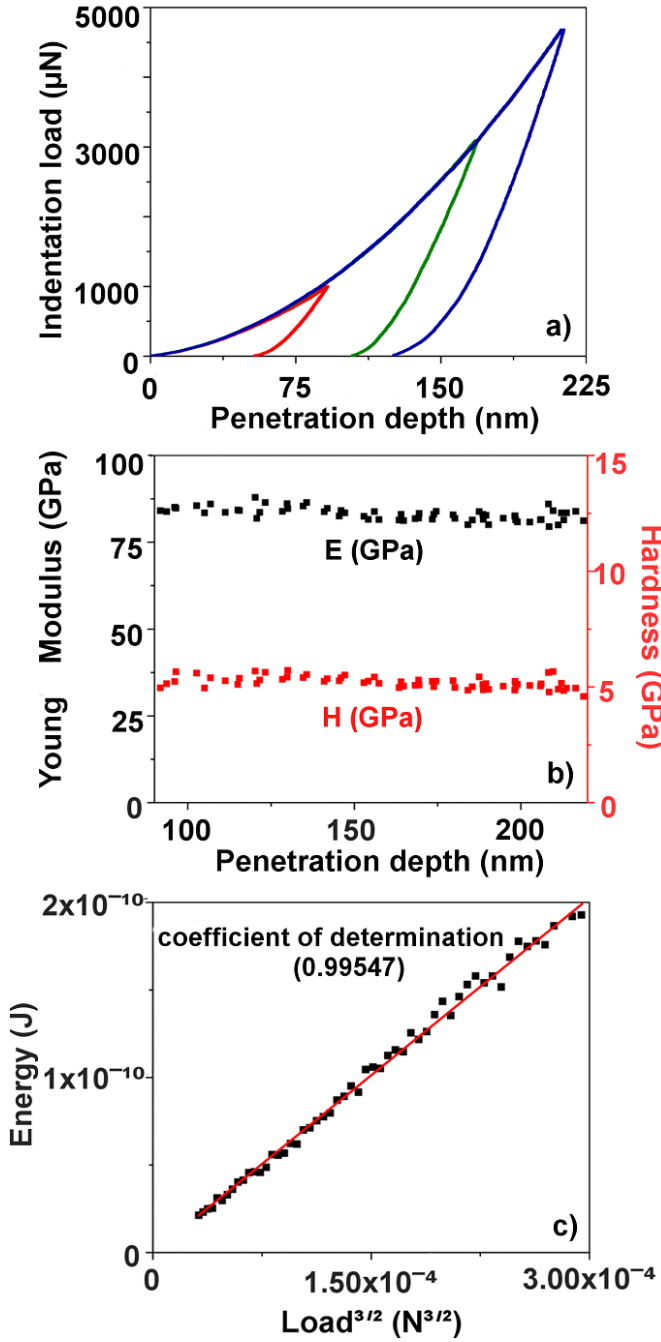 5000
3000
1000
0
Indentation load (µN)
a)
0 75 150 225
Penetration depth (nm)
100
75
50
25
0
Young Modulus (GPa)
E (GPa)
H (GPa)
b)
15
10
5
0
Hardness (GPa)
100 150 200
Penetration depth (nm)
2x10⁻¹⁰
1x10⁻¹⁰
0
Energy (J)
coefficient of determination
(0.99547)
c)
0 1.50x10⁻⁴ 3.00x10⁻⁴
Load³ᐟ² (N³ᐟ²)